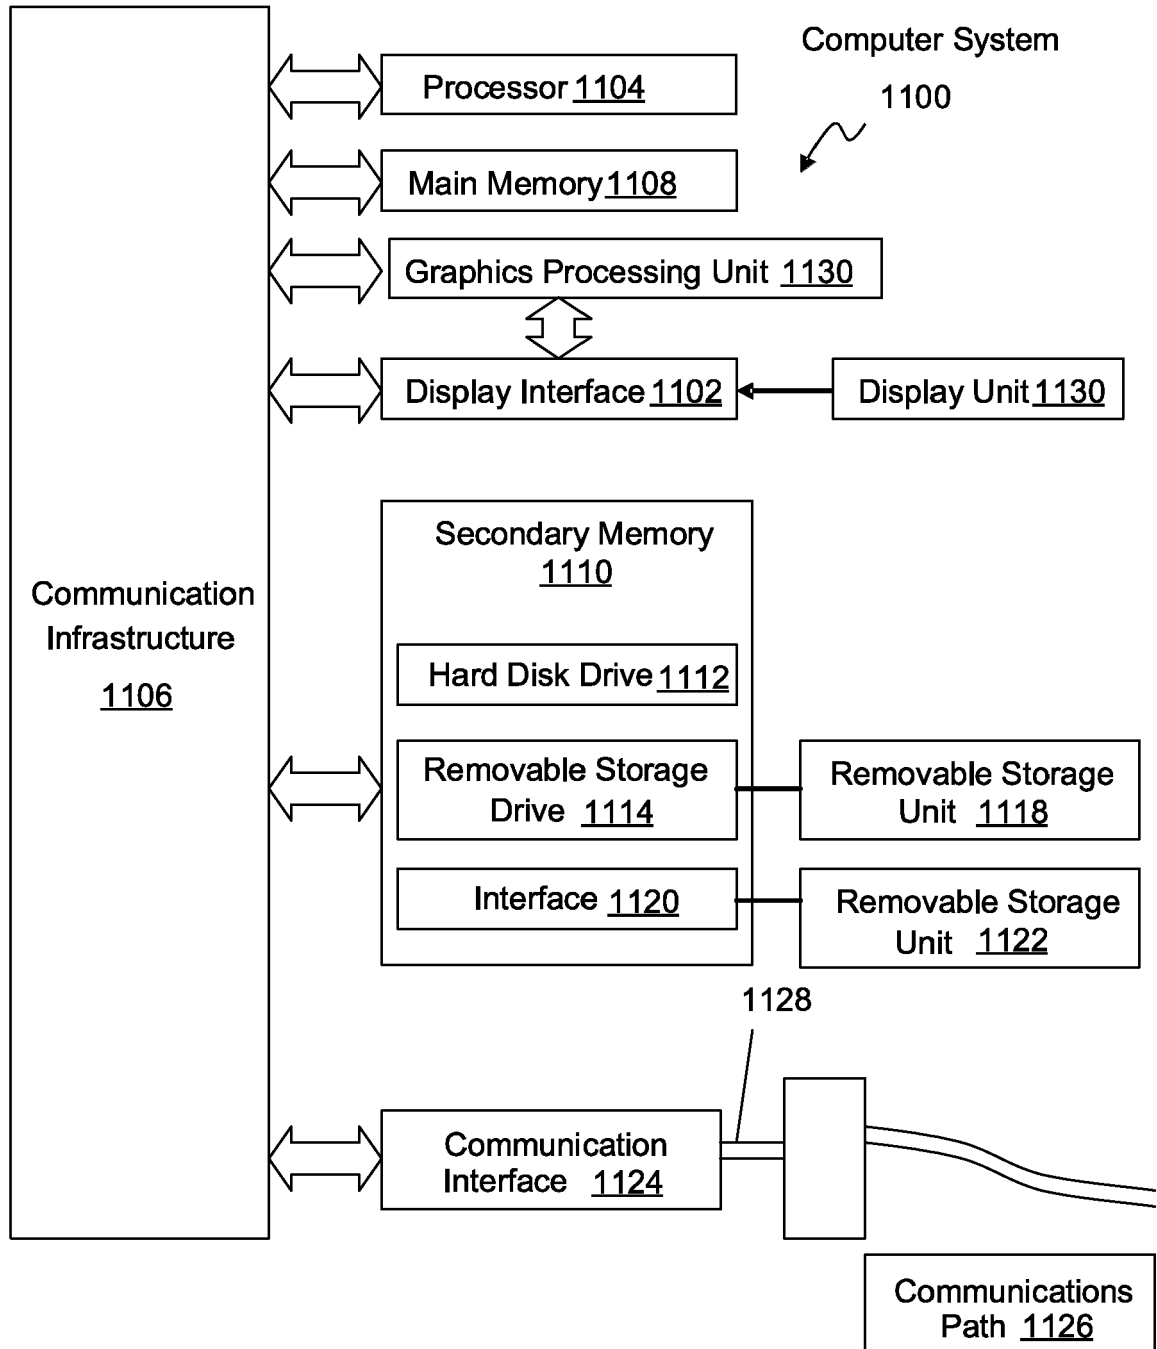 Computer System
1100
Processor 1104
Main Memory 1108
Graphics Processing Unit 1130
Display Interface 1102
Display Unit 1130
Communication
Infrastructure
1106
Secondary Memory
1110
Hard Disk Drive 1112
Removable Storage
Drive 1114
Removable Storage
Unit 1118
Interface 1120
Removable Storage
Unit 1122
1128
Communication
Interface 1124
Communications
Path 1126